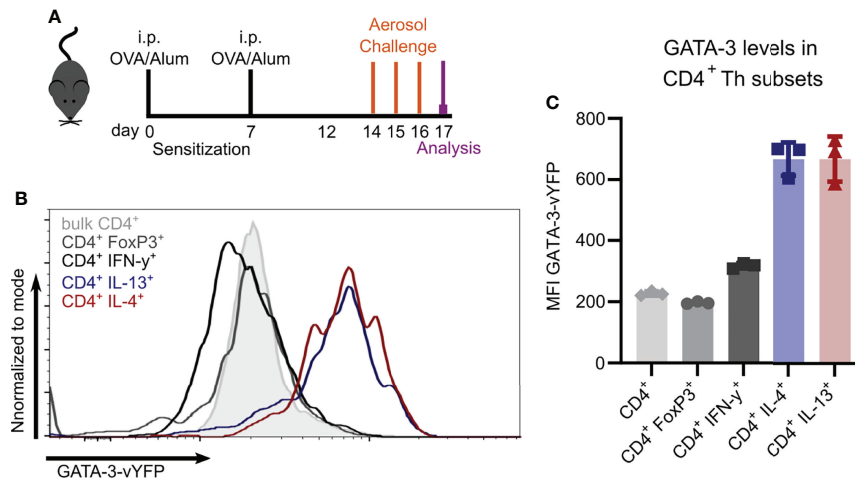 A
i.p.
OVA/Alum
i.p.
OVA/Alum
Aerosol
Challenge
day 0 7 12 14 15 16 17
Sensitization
Analysis
B
bulk CD4⁺
CD4⁺ FoxP3⁺
CD4⁺ IFN-y⁺
CD4⁺ IL-13⁺
CD4⁺ IL-4⁺
Nnormalized to mode
GATA-3-vYFP
GATA-3 levels in
CD4⁺ Th subsets
C
MFI GATA-3-vYFP
800
600
400
200
0
CD4⁺
CD4⁺ FoxP3⁺
CD4⁺ IFN-y⁺
CD4⁺ IL-4⁺
CD4⁺ IL-13⁺